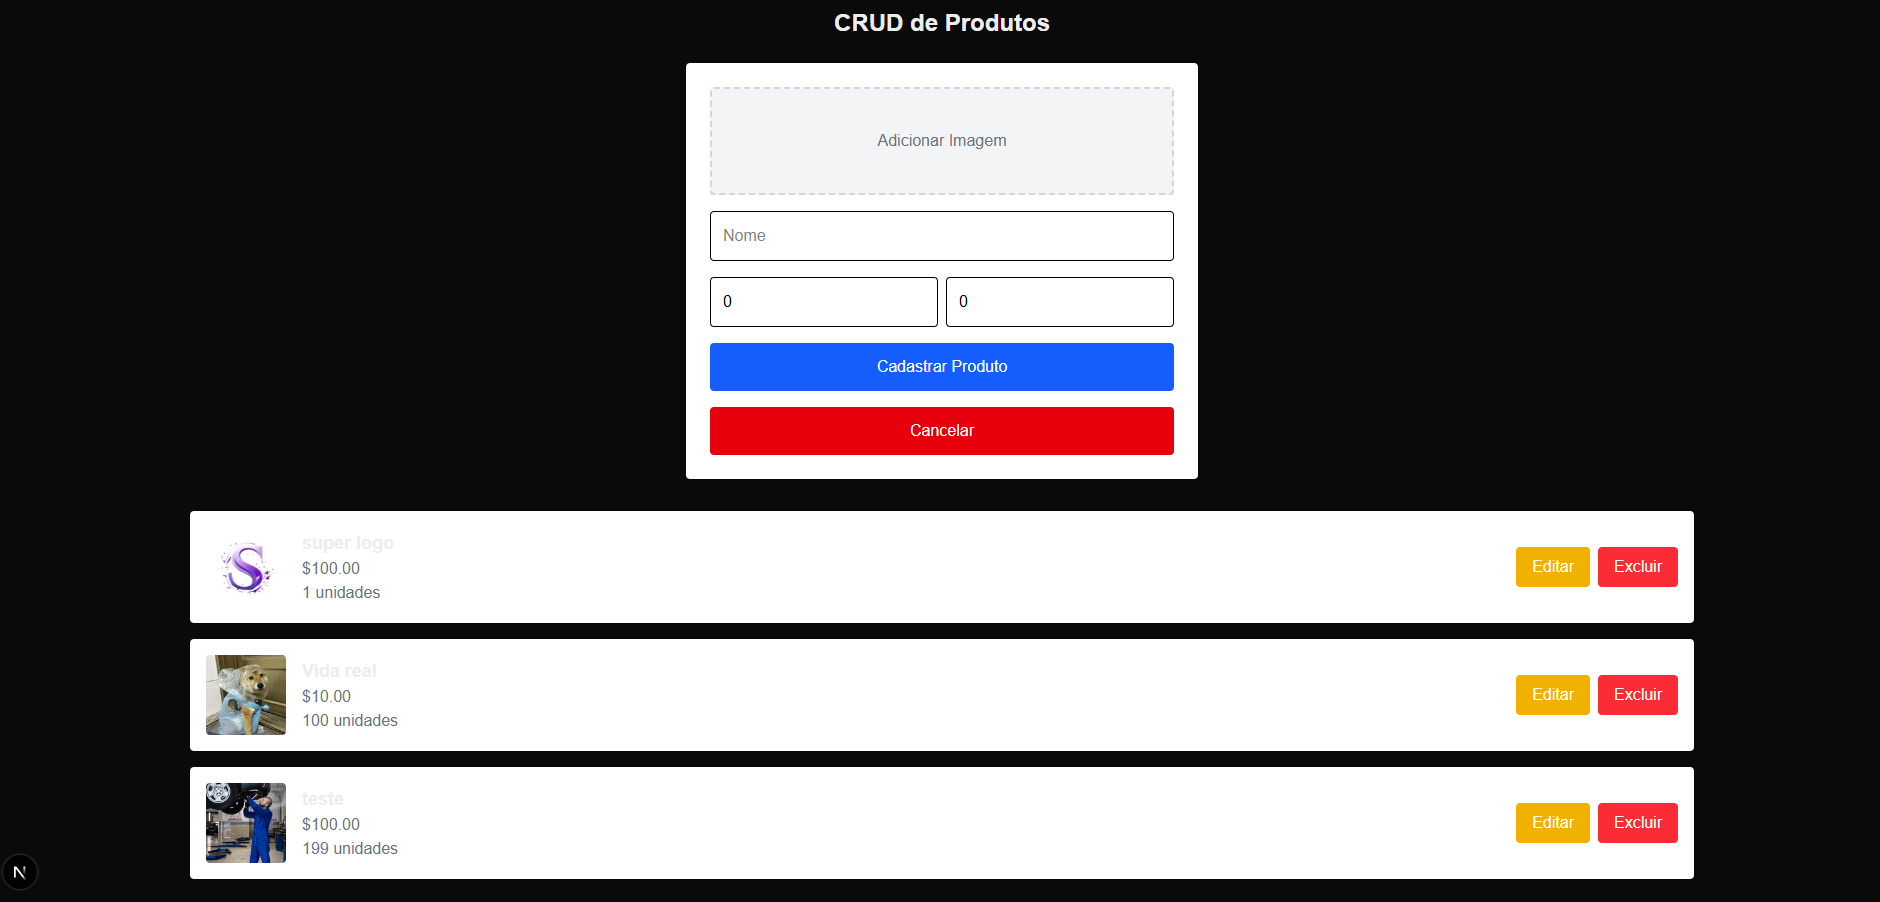 CRUD de Produtos
Adicionar Imagem
Nome
0 0
Cadastrar Produto
Cancelar
super logo
$100.00
1 unidades
Editar Excluir
Vida real
$10.00
100 unidades
Editar Excluir
teste
$100.00
199 unidades
Editar Excluir
N